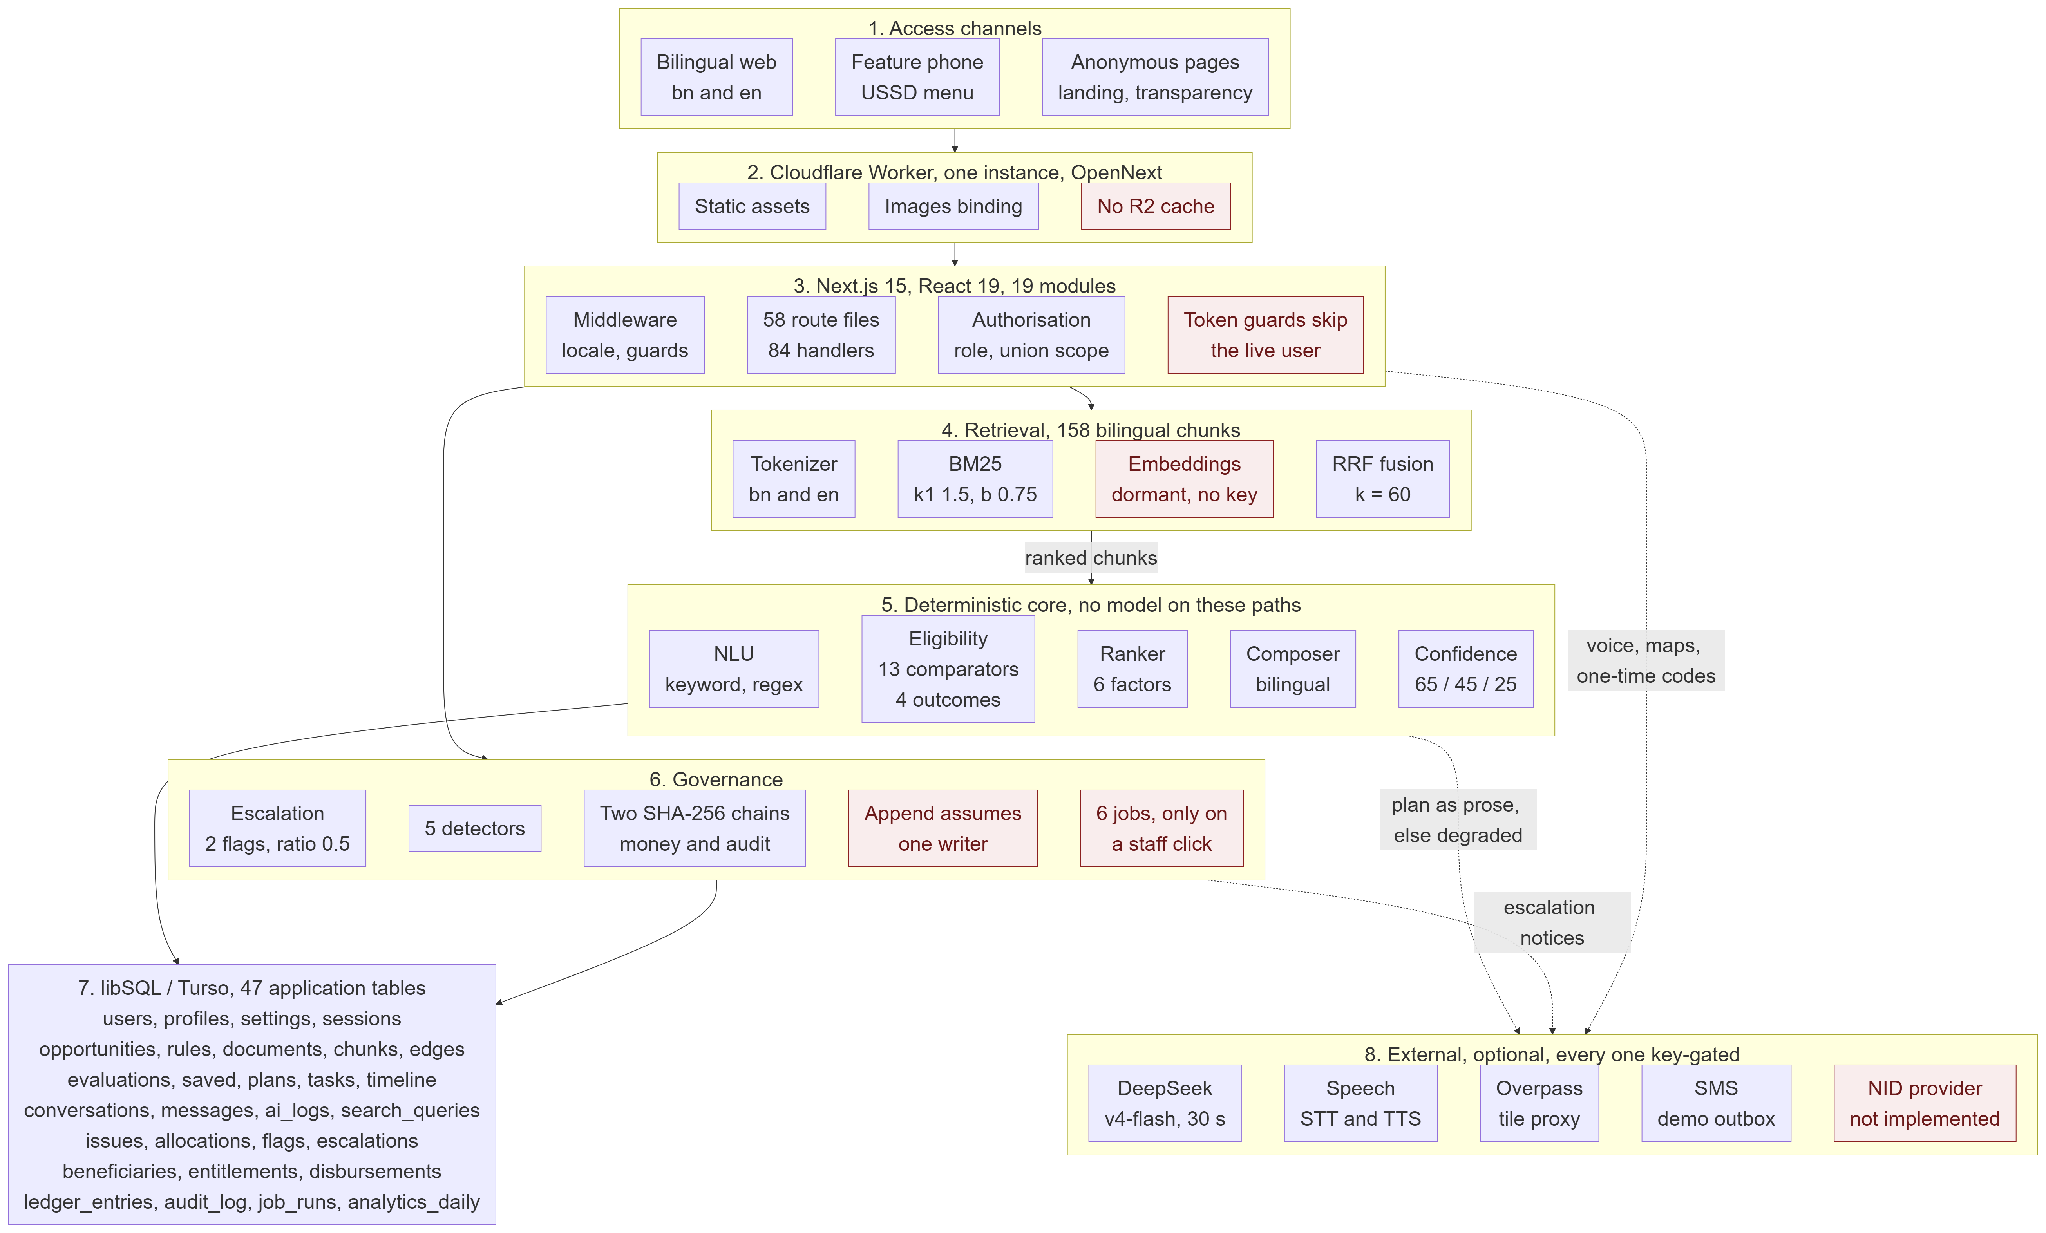 1. Access channels
Bilingual web
bn and en
Feature phone
USSD menu
Anonymous pages
landing, transparency
2. Cloudflare Worker, one instance, OpenNext
Static assets
Images binding
No R2 cache
3. Next.js 15, React 19, 19 modules
Middleware
locale, guards
58 route files
84 handlers
Authorisation
role, union scope
Token guards skip
the live user
4. Retrieval, 158 bilingual chunks
Tokenizer
bn and en
BM25
k1 1.5, b 0.75
Embeddings
dormant, no key
RRF fusion
k = 60
ranked chunks
5. Deterministic core, no model on these paths
NLU
keyword, regex
Eligibility
13 comparators
4 outcomes
Ranker
6 factors
Composer
bilingual
Confidence
65 / 45 / 25
voice, maps,
one-time codes
6. Governance
Escalation
2 flags, ratio 0.5
5 detectors
Two SHA-256 chains
money and audit
Append assumes
one writer
6 jobs, only on
a staff click
plan as prose,
else degraded
escalation
notices
7. libSQL / Turso, 47 application tables
users, profiles, settings, sessions
opportunities, rules, documents, chunks, edges
evaluations, saved, plans, tasks, timeline
conversations, messages, ai_logs, search_queries
issues, allocations, flags, escalations
beneficiaries, entitlements, disbursements
ledger_entries, audit_log, job_runs, analytics_daily
8. External, optional, every one key-gated
DeepSeek
v4-flash, 30 s
Speech
STT and TTS
Overpass
tile proxy
SMS
demo outbox
NID provider
not implemented